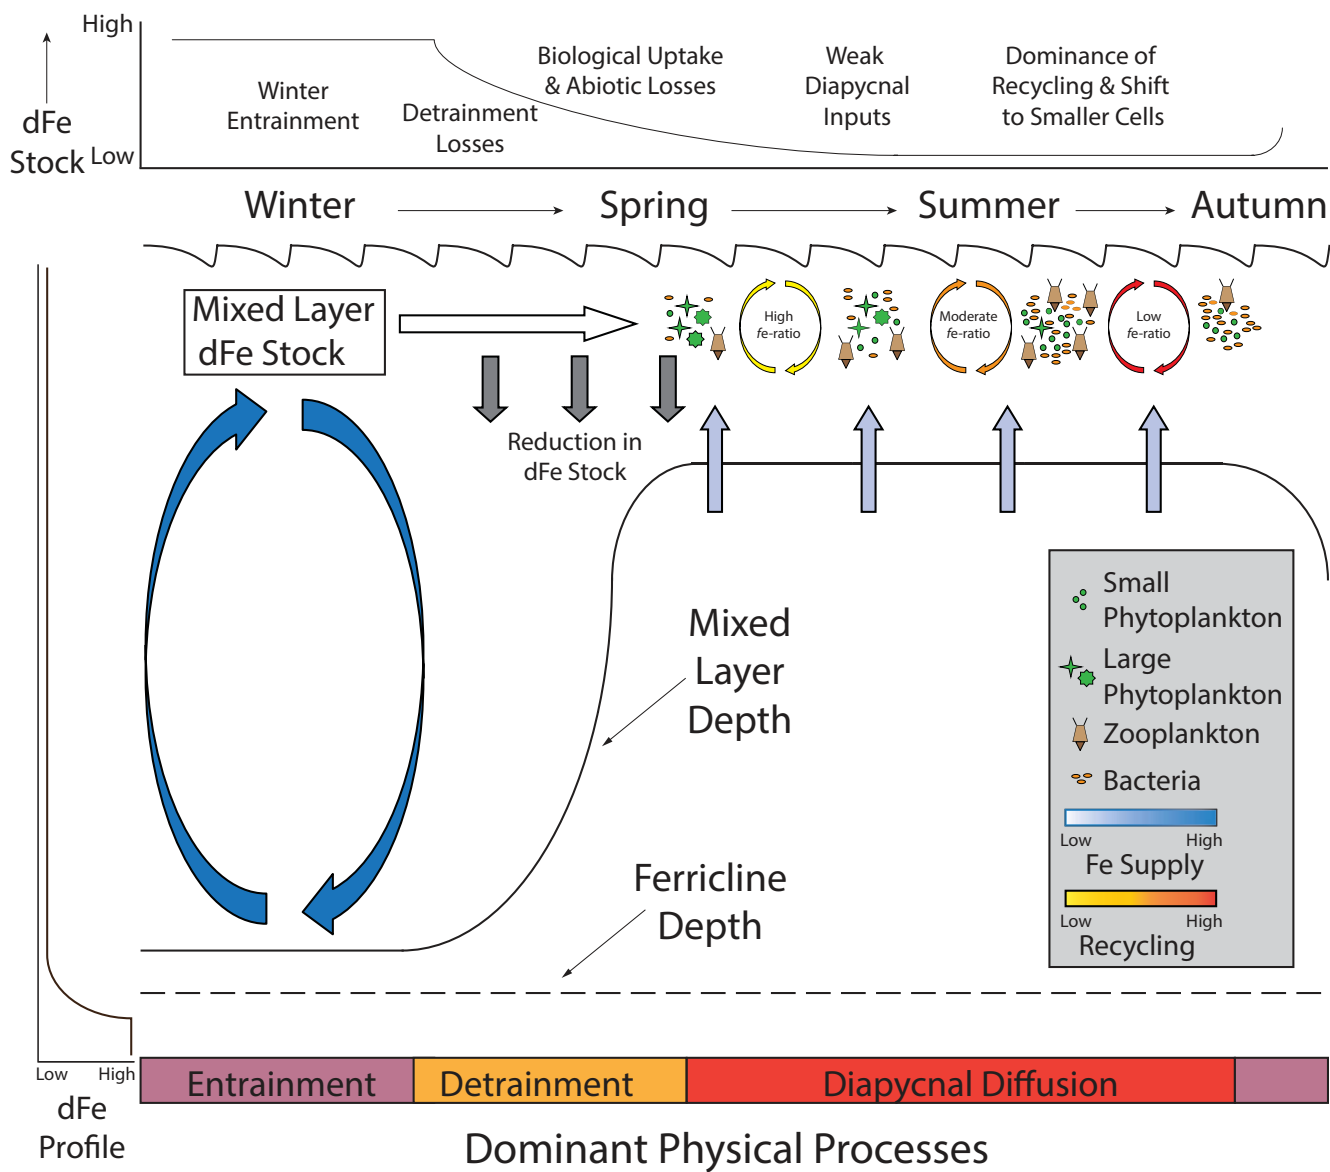 High
dFe
Stock
Low
Winter
Entrainment
Detrainment
Losses
Biological Uptake
& Abiotic Losses
Weak
Diapycnal
Inputs
Dominance of
Recycling & Shift
to Smaller Cells
Winter
Spring
Summer
Autumn
Mixed Layer
dFe Stock
High
fe-ratio
Moderate
fe-ratio
Low
fe-ratio
Reduction in
dFe Stock
Mixed
Layer
Depth
Ferricline
Depth
Small
Phytoplankton
Large
Phytoplankton
Zooplankton
Bacteria
Low High
Fe Supply
Low High
Recycling
Low High
dFe
Profile
Entrainment
Detrainment
Diapycnal Diffusion
Dominant Physical Processes